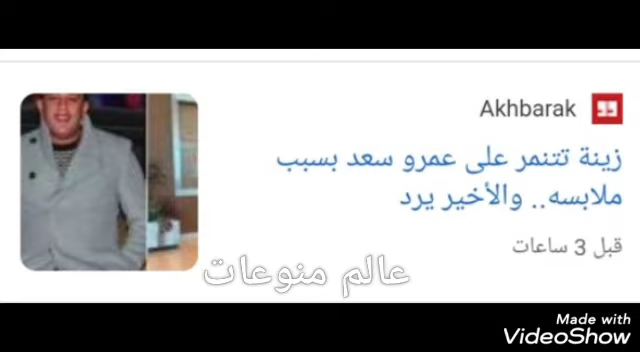 Akhbarak
زينة تتنمر على عمرو سعد بسبب
ملابسه.. والأخير يرد
قبل 3 ساعات
عالم منوعات
Made with
VideoShow